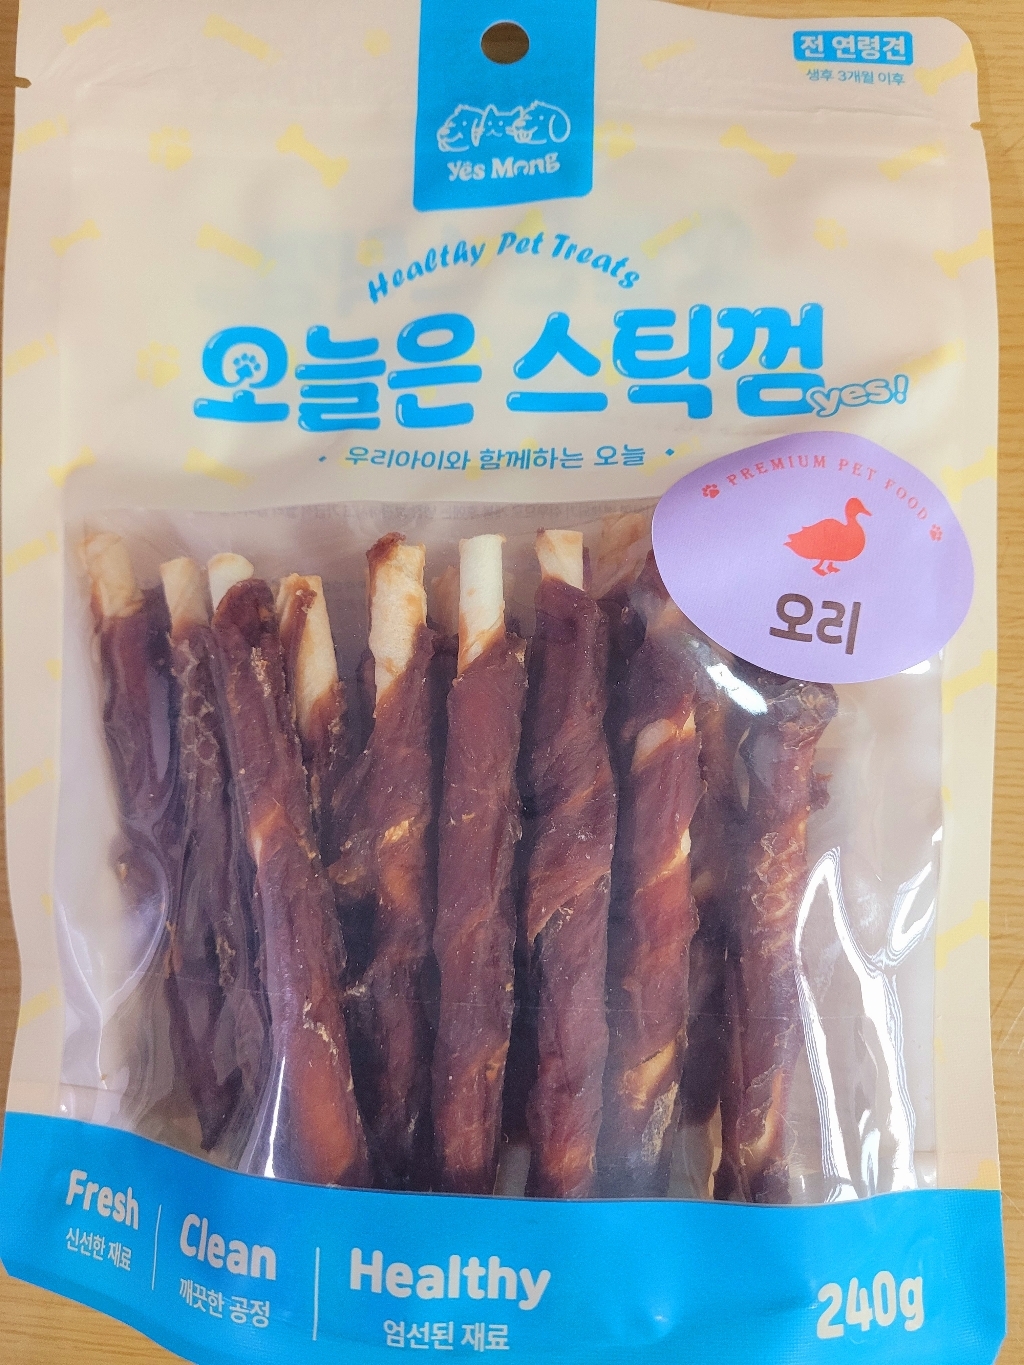 전 연령견
생후 3개월 이후
yes Mong
Healthy Pet Treats
오늘은 스틱껌
yes!
우리아이와 함께하는 오늘
PREMIUM PET FOOD
오리
Fresh
신선한 재료
Clean
깨끗한 공정
Healthy
엄선된 재료
240g